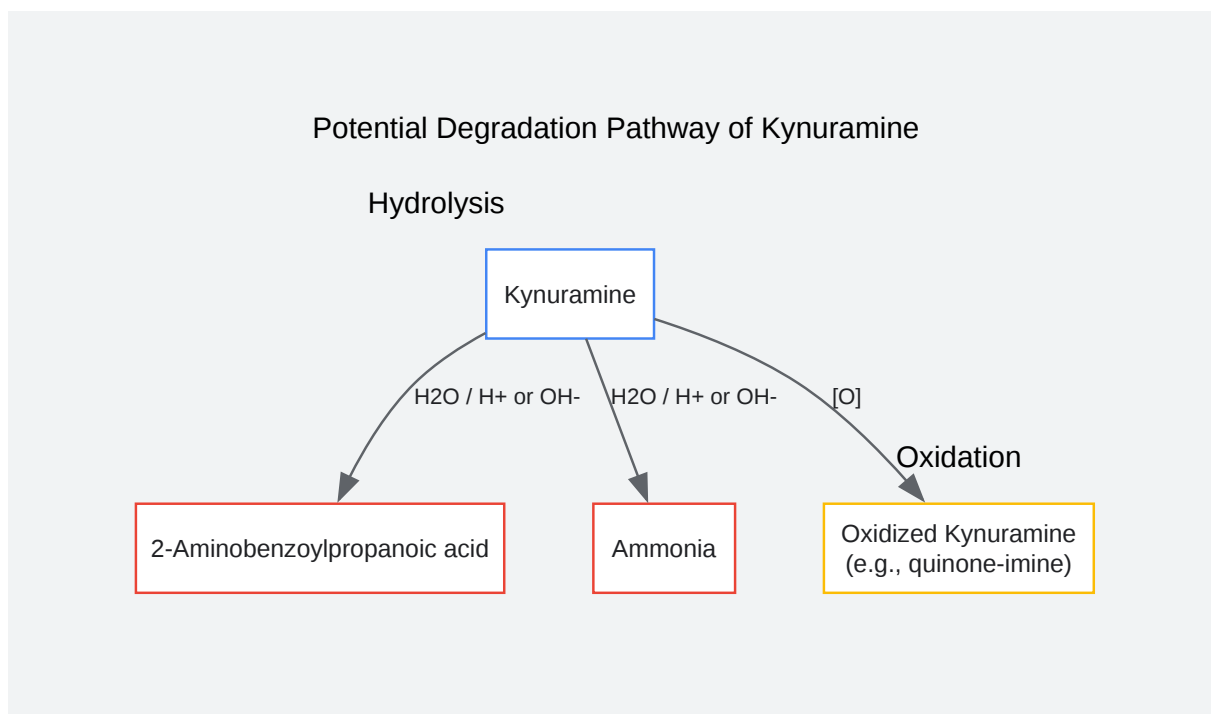 Potential Degradation Pathway of Kynuramine
Hydrolysis
Kynuramine
H2O / H+ or OH-
H2O / H+ or OH-
[O]
Oxidation
2-Aminobenzoylpropanoic acid
Ammonia
Oxidized Kynuramine
(e.g., quinone-imine)